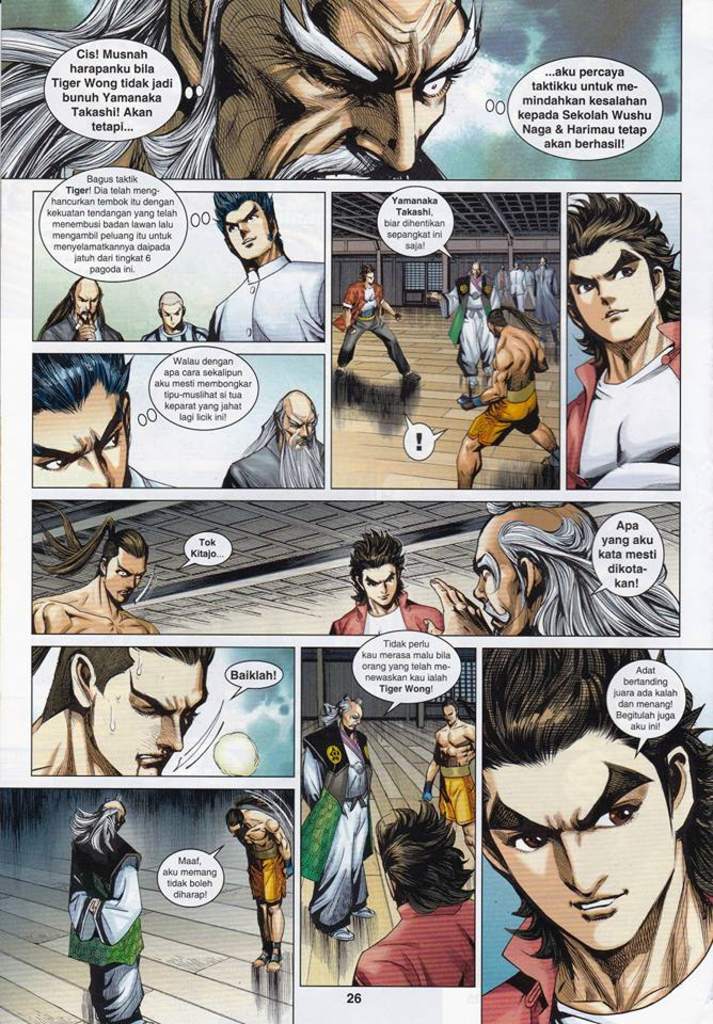 Cis! Musnah
harapanku bila
Tiger Wong tidak jadi
bunuh Yamanaka
Takashi! Akan
tetapi...
...aku percaya
taktikku untuk me-
mindahkan kesalahan
kepada Sekolah Wushu
Naga & Harimau tetap
akan berhasil!
Bagus taktik
Tiger! Dia telah meng-
hancurkan tembok itu dengan
kekuatan tendangan yang telah
menembusi badan lawan lalu
mengambil peluang itu untuk
menyelamatkannya daipada
jatuh dari tingkat 6
pagoda ini.
Yamanaka
Takashi,
biar dihentikan
sepangkat ini
saja!
!
Walau dengan
apa cara sekalipun
aku mesti membongkar
tipu-muslihat si tua
keparat yang jahat
lagi licik ini!
Tok
Kitajo...
Apa
yang aku
kata mesti
dikota-
kan!
Baiklah!
Tidak perlu
kau merasa malu bila
orang yang telah me-
newaskan kau ialah
Tiger Wong!
Adat
bertanding
juara ada kalah
dan menang!
Begitulah juga
aku ini!
Maaf,
aku memang
tidak boleh
diharap!
26